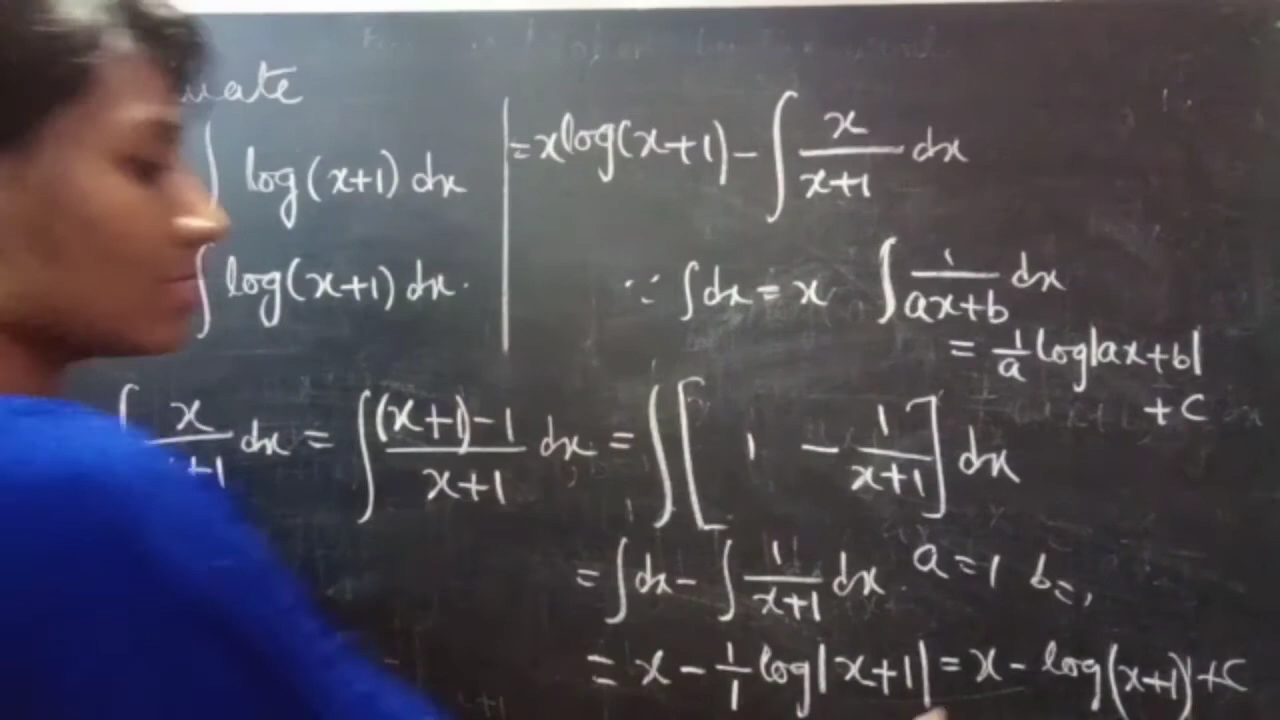 uate
∫ log(x+1) dx
∫ log(x+1) dx.
= x log(x+1) - ∫ x/(x+1) dx
∵ ∫dx = x ∫ 1/(ax+b) dx
= 1/a log|ax+b|
+ C
∫ x/(x+1) dx = ∫ ((x+1)-1)/(x+1) dx = ∫[ 1 - 1/(x+1) ] dx
= ∫dx - ∫ 1/(x+1) dx a = 1 b = 1
= x - 1/1 log|x+1| = x - log(x+1) + C